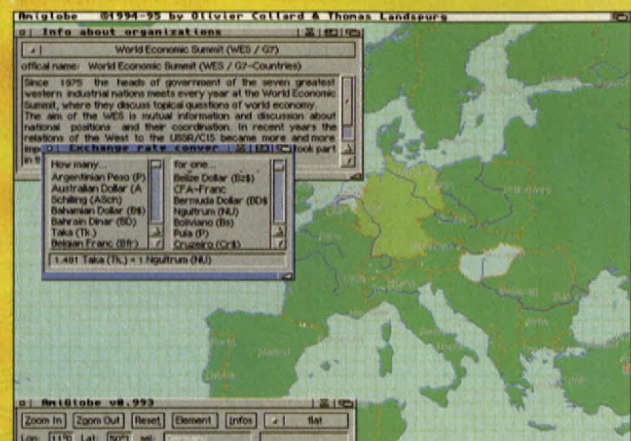 Amiglobe ©1994-95 by Olivier Collard & Thomas Landspurg
Info about organizations
World Economic Summit (WES / G7)
offical name: World Economic Summit (WES / G7-Countries)
Since 1975 the heads of government of the seven greatest
western industrial nations meets every year at the World Economic
Summit, where they discuss topical questions of world economy.
The aim of the WES is mutual information and discussion about
national positions and their coordination. In recent years the
relations of the West to the USSR/CIS became more and more
took part
in
Exchange rate conver
How many...
Argentinian Peso (P)
Australian Dollar (A
Schilling (ASch)
Bahamian Dollar (B$)
Bahrain Dinar (BD)
Taka (Tk.)
Belgian Franc (Bfr)
for one...
Belize Dollar (Bz$)
CFA-Franc
Bermuda Dollar (BD$
Ngultrum (NU)
Boliviano (Bs)
Pula (P)
Cruzeiro (Cr$)
1.491 Taka (Tk.) = 1 Ngultrum (NU)
Madrid
AmiGlobe v0.993
Zoom In Zoom Out Reset Element Infos flat
Lon: 11°0 Lat: 50°1 sel: